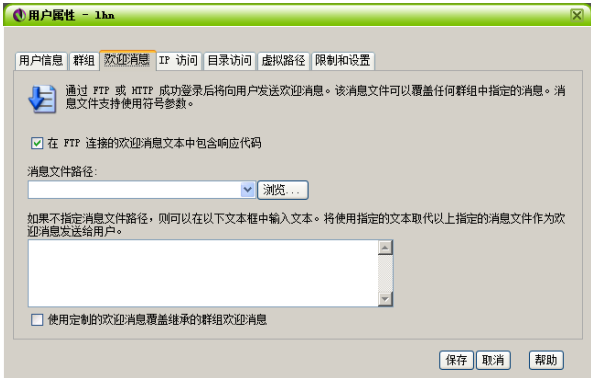 用户属性 - lhn
用户信息 群组 欢迎消息 IP 访问 目录访问 虚拟路径 限制和设置
通过 FTP 或 HTTP 成功登录后将向用户发送欢迎消息。该消息文件可以覆盖任何群组中指定的消息。消
息文件支持使用符号参数。
在 FTP 连接的欢迎消息文本中包含响应代码
消息文件路径:
浏览...
如果不指定消息文件路径，则可以在以下文本框中输入文本。将使用指定的文本取代以上指定的消息文件作为欢
迎消息发送给用户。
使用定制的欢迎消息覆盖继承的群组欢迎消息
保存 取消 帮助